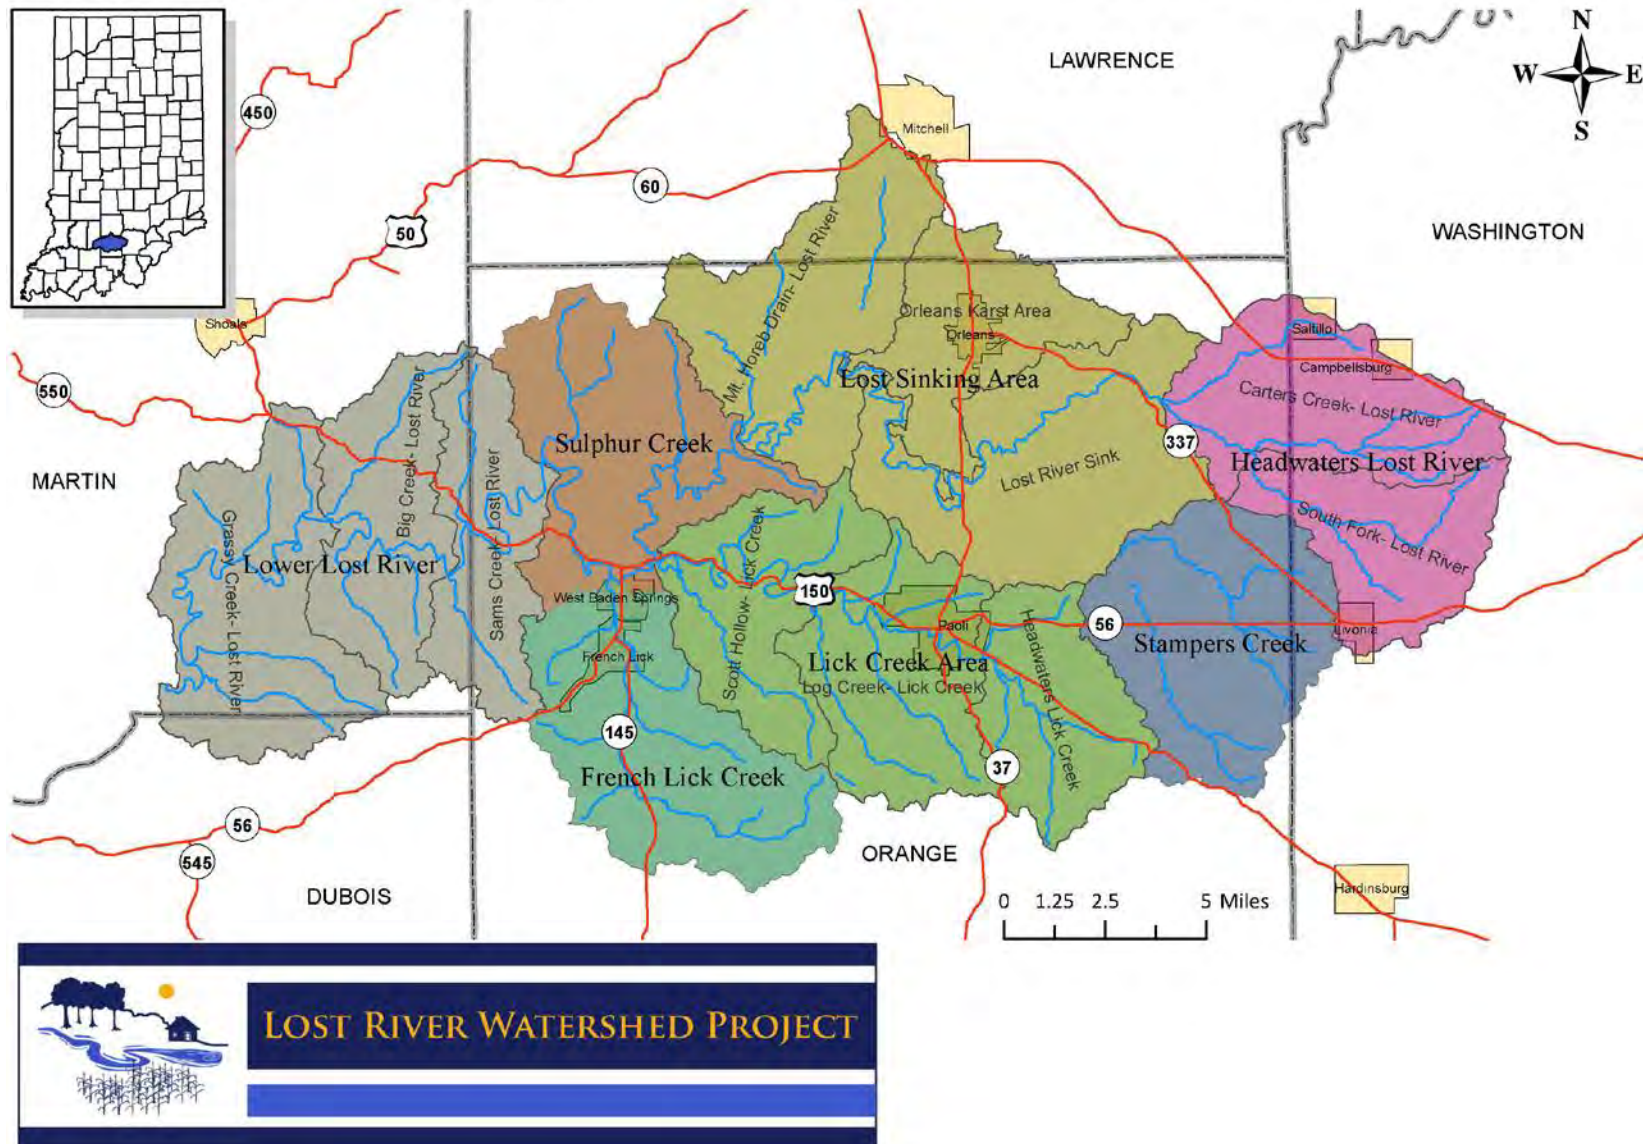 LAWRENCE
N
W
E
S
450
Mitchell
60
50
WASHINGTON
Mt. Horeb Drain- Lost River
Orleans Karst Area
Orleans
Shoals
Saltillo
Campbellsburg
550
Lost Sinking Area
Carters Creek- Lost River
Big Creek- Lost River
Sulphur Creek
337
Lost River Sink
Headwaters Lost River
MARTIN
Sams Creek- Lost River
Grassy Creek- Lost River
Lower Lost River
South Fork- Lost River
Scott Hollow- Lick Creek
150
West Baden Springs
Paoli
56
Livonia
Stampers Creek
French Lick
Lick Creek Area
Log Creek- Lick Creek
Headwaters Lick Creek
145
37
French Lick Creek
56
545
ORANGE
DUBOIS
Hardinsburg
0 1.25 2.5 5 Miles
LOST RIVER WATERSHED PROJECT